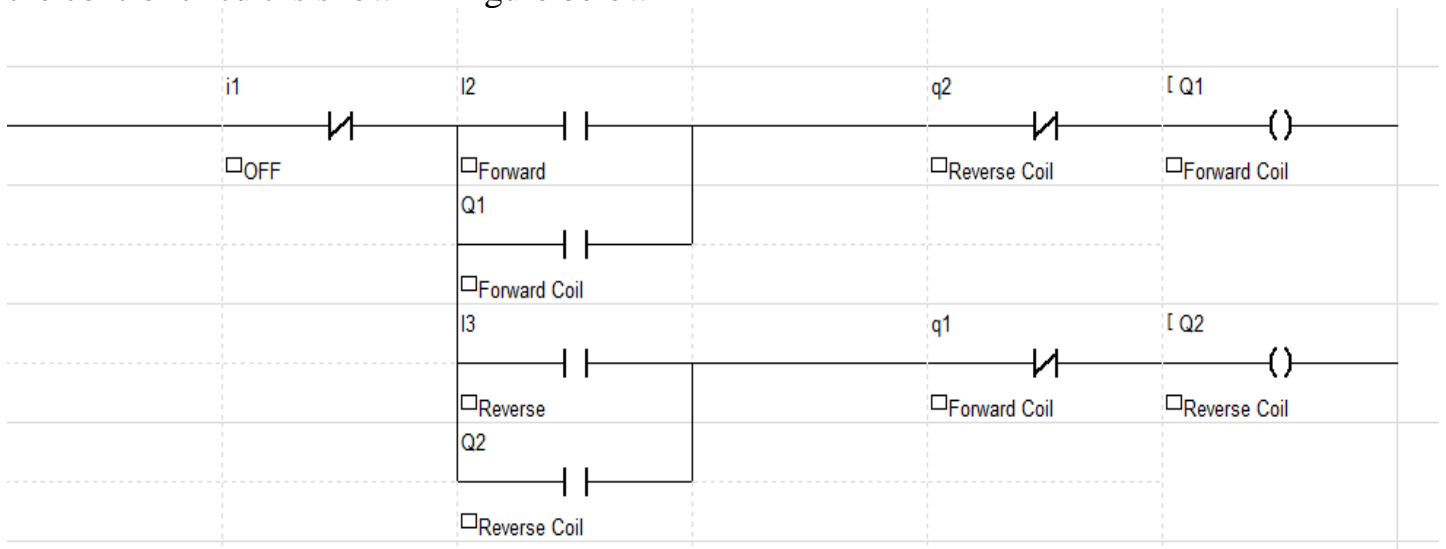 i1 I2 q2 [ Q1
OFF Forward Reverse Coil Forward Coil
Q1
Forward Coil
I3 q1 [ Q2
Reverse Forward Coil Reverse Coil
Q2
Reverse Coil